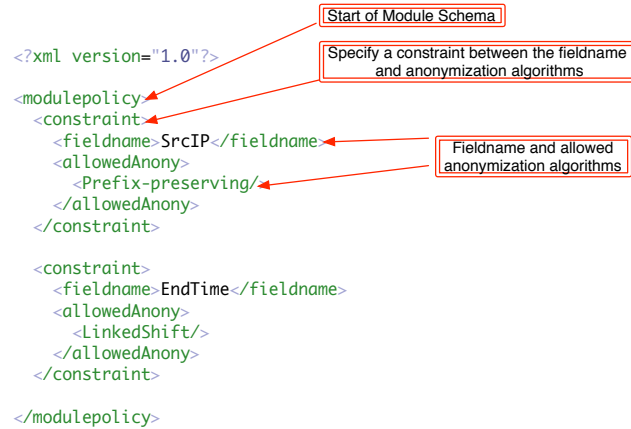 Start of Module Schema
<?xml version="1.0"?>
Specify a constraint between the fieldname
and anonymization algorithms
<modulepolicy>
<constraint>
<fieldname>SrcIP</fieldname>
Fieldname and allowed
anonymization algorithms
<allowedAnony>
<Prefix-preserving/>
</allowedAnony>
</constraint>
<constraint>
<fieldname>EndTime</fieldname>
<allowedAnony>
<LinkedShift/>
</allowedAnony>
</constraint>
</modulepolicy>